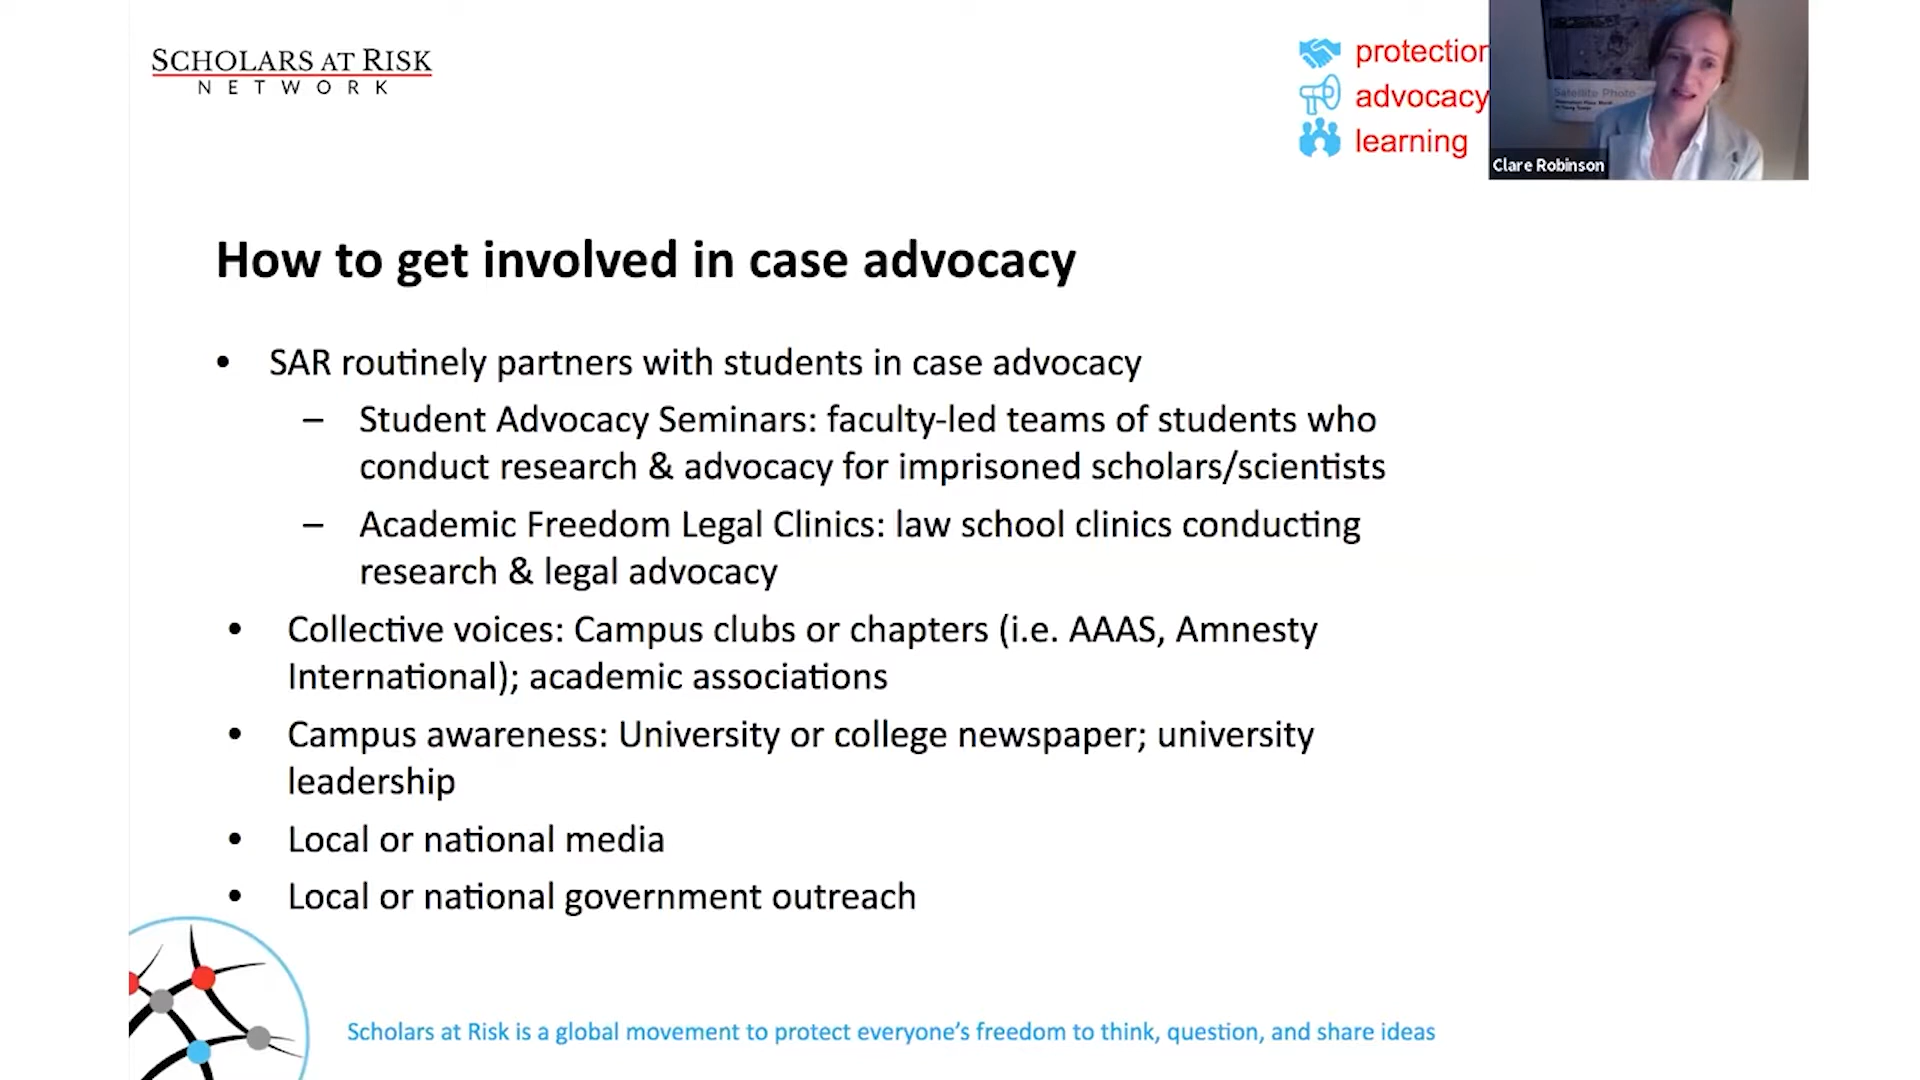 SCHOLARS AT RISK
NETWORK
protection
advocacy
learning
Satellite Photo
Clare Robinson
How to get involved in case advocacy
• SAR routinely partners with students in case advocacy
– Student Advocacy Seminars: faculty-led teams of students who
conduct research & advocacy for imprisoned scholars/scientists
– Academic Freedom Legal Clinics: law school clinics conducting
research & legal advocacy
• Collective voices: Campus clubs or chapters (i.e. AAAS, Amnesty
International); academic associations
• Campus awareness: University or college newspaper; university
leadership
• Local or national media
• Local or national government outreach
Scholars at Risk is a global movement to protect everyone's freedom to think, question, and share ideas